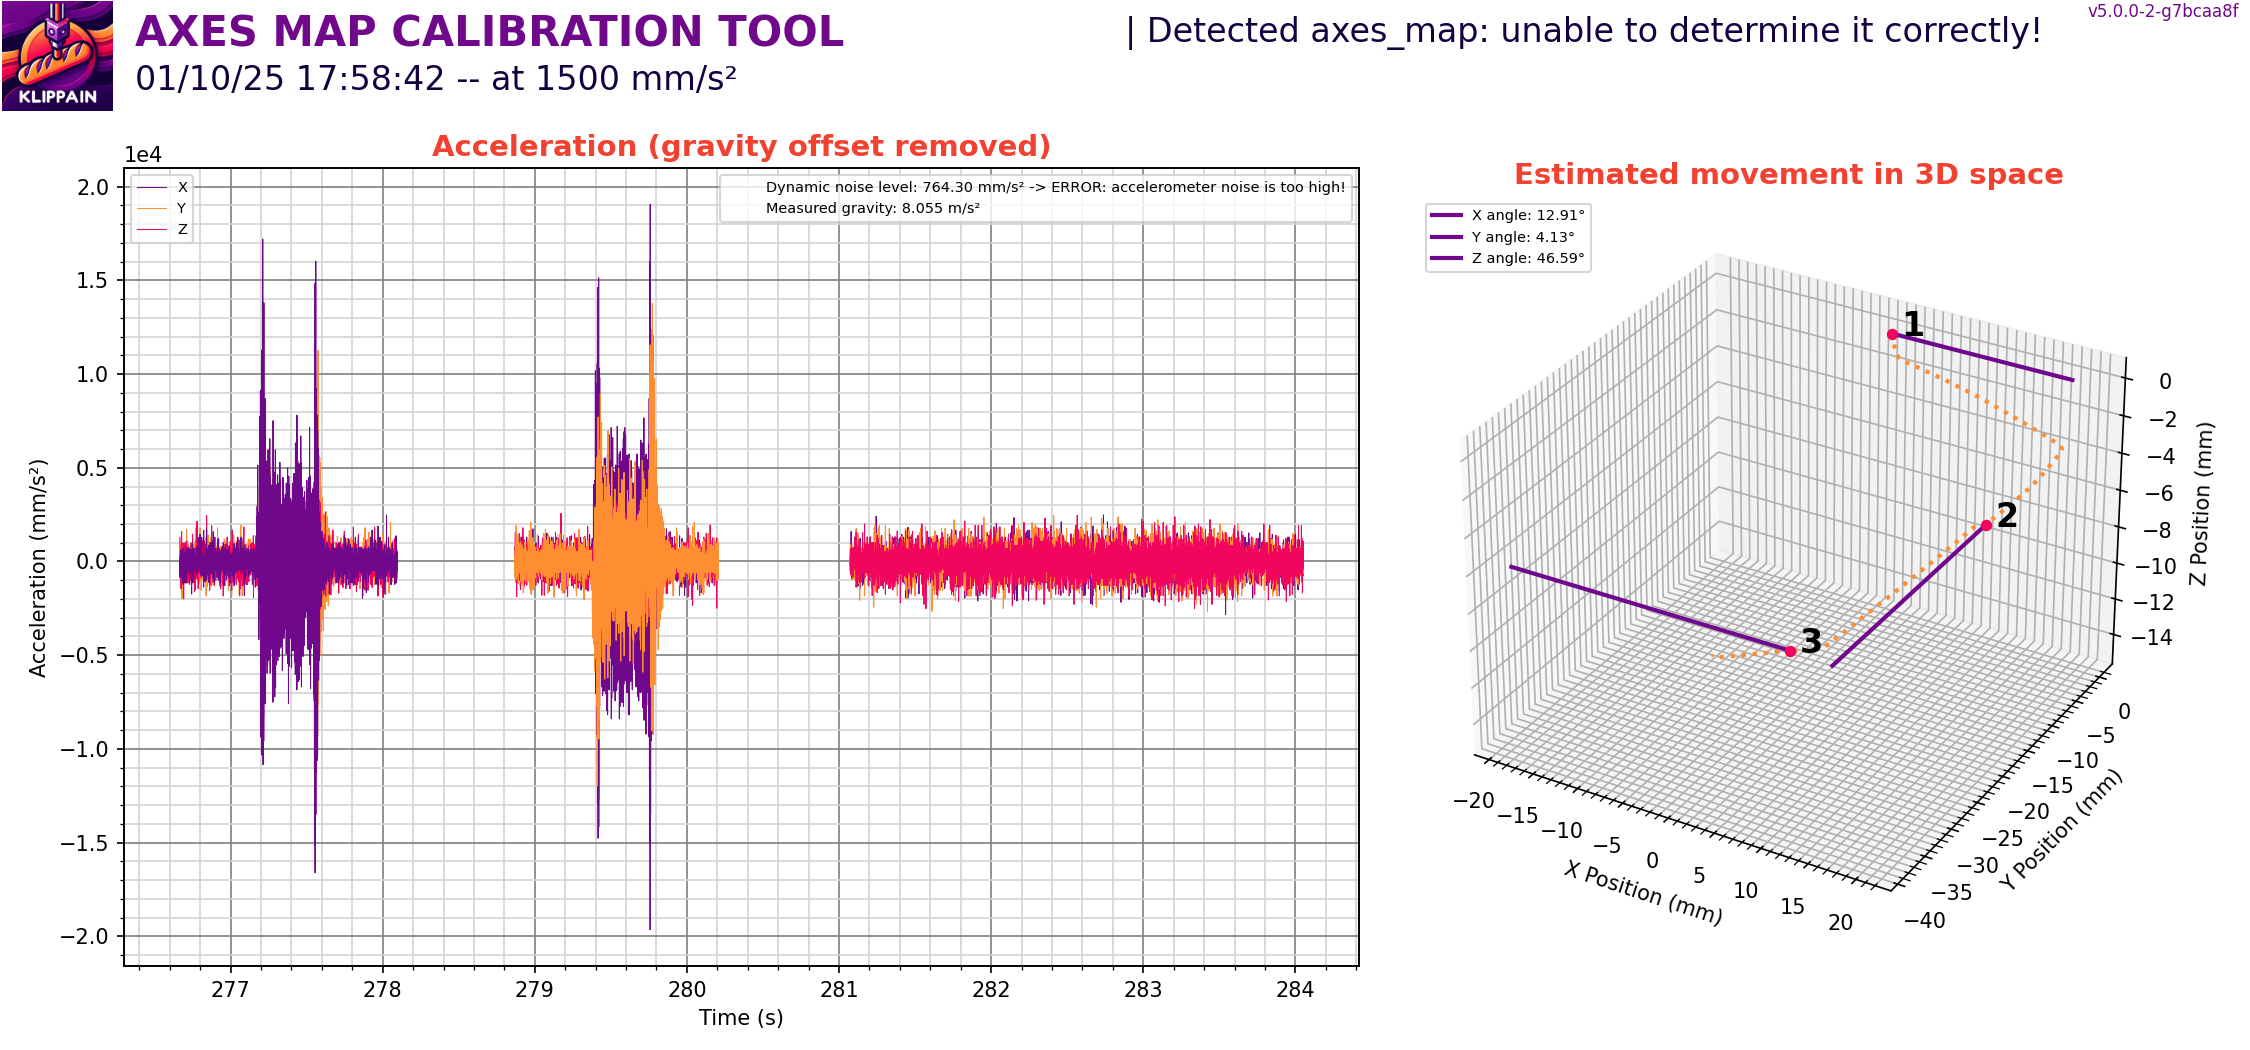 KLIPPAIN
AXES MAP CALIBRATION TOOL
01/10/25 17:58:42 -- at 1500 mm/s²
| Detected axes_map: unable to determine it correctly!
v5.0.0-2-g7bcaa8f
Acceleration (gravity offset removed)
1e4
X
Y
Z
Dynamic noise level: 764.30 mm/s² -> ERROR: accelerometer noise is too high!
Measured gravity: 8.055 m/s²
2.0
1.5
1.0
0.5
0.0
−0.5
−1.0
−1.5
−2.0
Acceleration (mm/s²)
277 278 279 280 281 282 283 284
Time (s)
Estimated movement in 3D space
X angle: 12.91°
Y angle: 4.13°
Z angle: 46.59°
1
2
3
0
−2
−4
−6
−8
−10
−12
−14
Z Position (mm)
0
−5
−10
−15
−20
−25
−30
−35
−40
Y Position (mm)
−20
−15
−10
−5
0
5
10
15
20
X Position (mm)